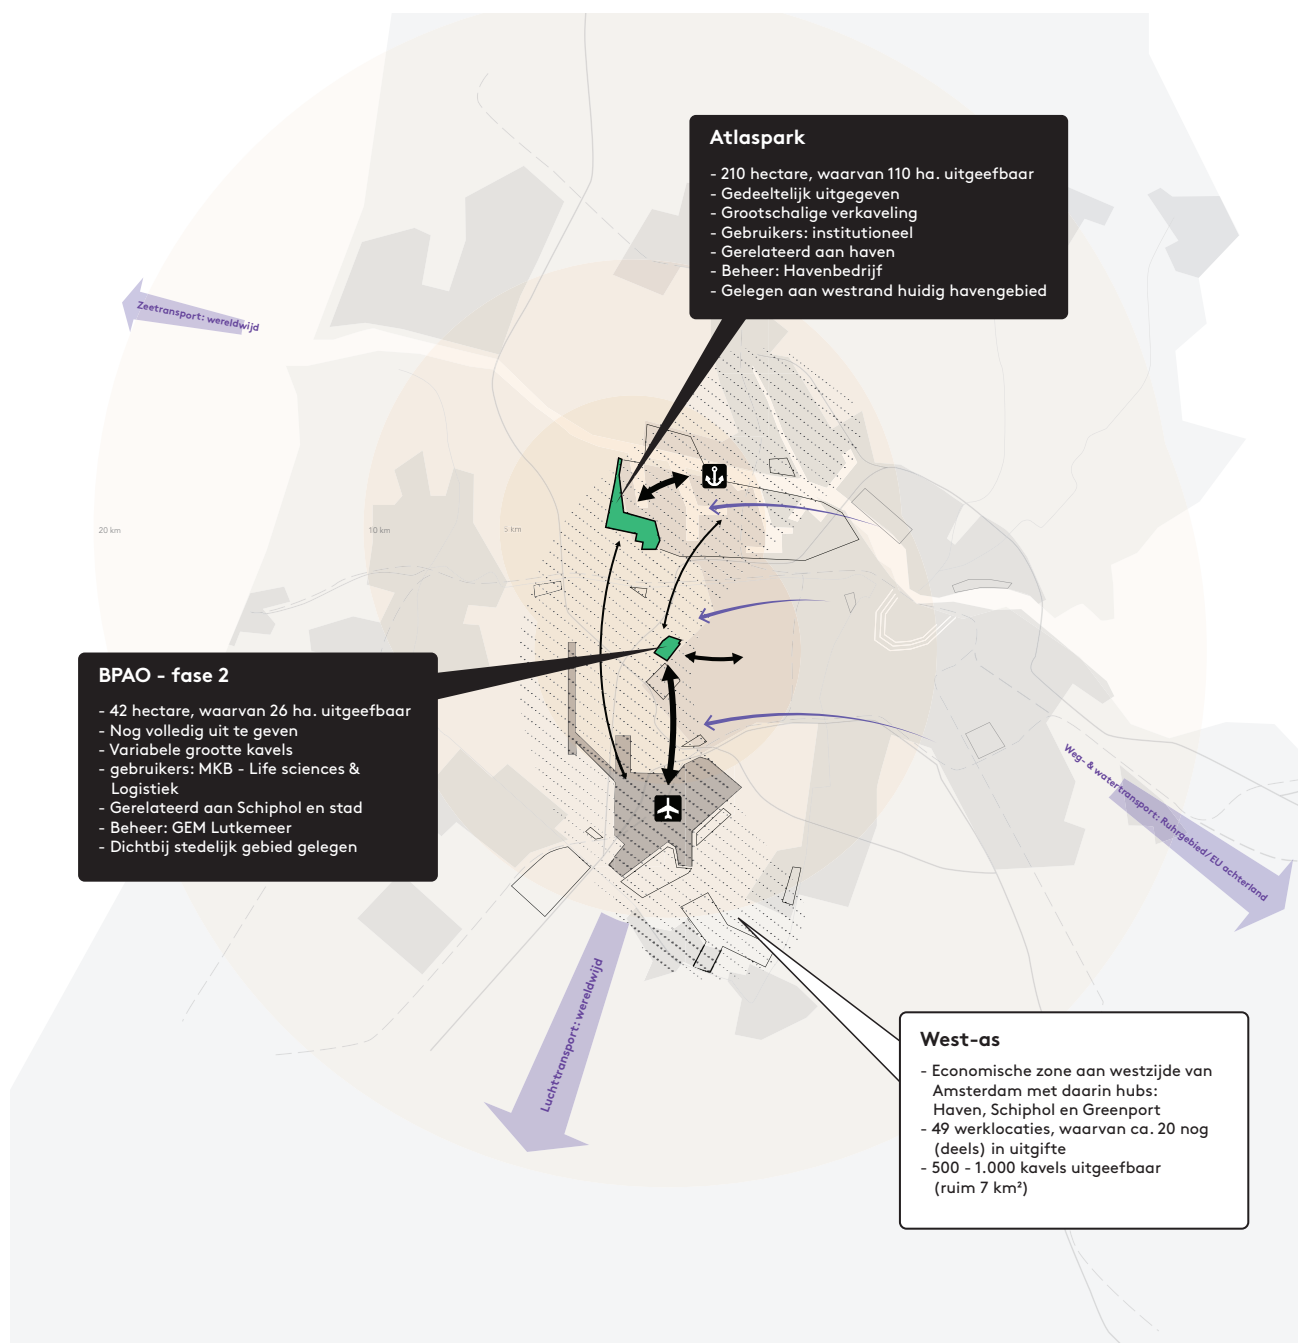 Atlaspark
- 210 hectare, waarvan 110 ha. uitgeefbaar
- Gedeeltelijk uitgegeven
- Grootschalige verkaveling
- Gebruikers: institutioneel
- Gerelateerd aan haven
- Beheer: Havenbedrijf
- Gelegen aan westrand huidig havengebied
Zeetransport: wereldwijd
20 km
10 km
5 km
BPAO - fase 2
- 42 hectare, waarvan 26 ha. uitgeefbaar
- Nog volledig uit te geven
- Variabele grootte kavels
- gebruikers: MKB - Life sciences &
Logistiek
- Gerelateerd aan Schiphol en stad
- Beheer: GEM Lutkemeer
- Dichtbij stedelijk gebied gelegen
Weg- & watertransport: Ruhrgebied/ EU achterland
Luchttransport: wereldwijd
West-as
- Economische zone aan westzijde van
Amsterdam met daarin hubs:
Haven, Schiphol en Greenport
- 49 werklocaties, waarvan ca. 20 nog
(deels) in uitgifte
- 500 - 1.000 kavels uitgeefbaar
(ruim 7 km²)